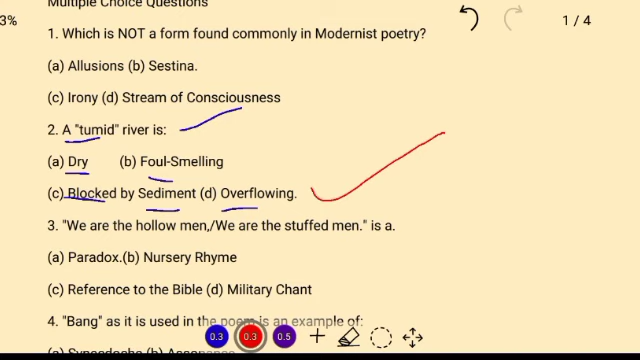 Multiple Choice Questions
3%
1 / 4
1. Which is NOT a form found commonly in Modernist poetry?
(a) Allusions (b) Sestina.
(c) Irony (d) Stream of Consciousness
2. A "tumid" river is:
(a) Dry (b) Foul-Smelling
(c) Blocked by Sediment (d) Overflowing.
3. "We are the hollow men,/We are the stuffed men." is a.
(a) Paradox.(b) Nursery Rhyme
(c) Reference to the Bible (d) Military Chant
4. "Bang" as it is used in the poem is an example of:
0.3 0.3 0.5
(a) Synecdoche (b) Assonance